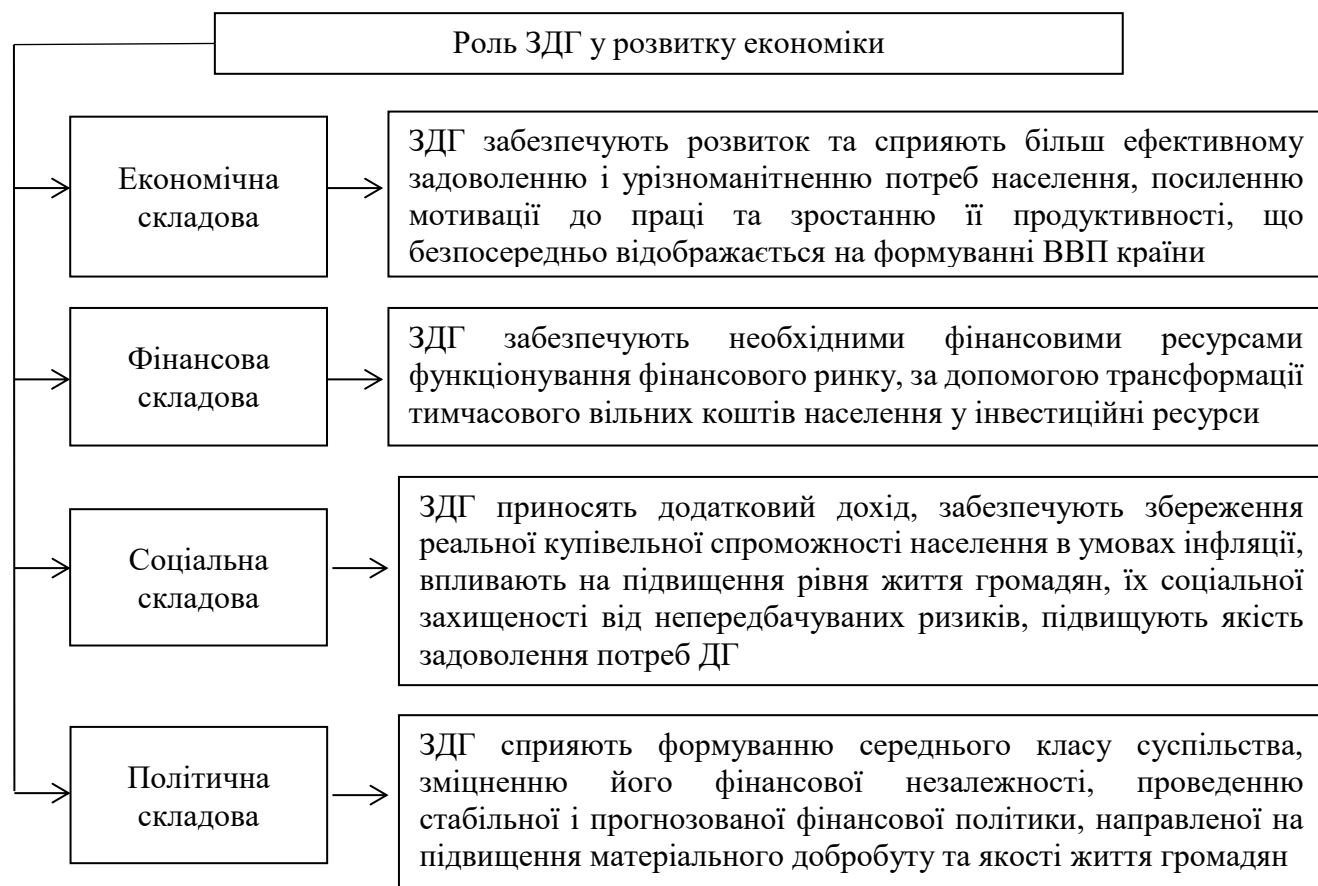 Роль ЗДГ у розвитку економіки
Економічна
складова
ЗДГ забезпечують розвиток та сприяють більш ефективному
задоволенню і урізноманітненню потреб населення, посиленню
мотивації до праці та зростанню її продуктивності, що
безпосередньо відображається на формуванні ВВП країни
Фінансова
складова
ЗДГ забезпечують необхідними фінансовими ресурсами
функціонування фінансового ринку, за допомогою трансформації
тимчасового вільних коштів населення у інвестиційні ресурси
Соціальна
складова
ЗДГ приносять додатковий дохід, забезпечують збереження
реальної купівельної спроможності населення в умовах інфляції,
впливають на підвищення рівня життя громадян, їх соціальної
захищеності від непередбачуваних ризиків, підвищують якість
задоволення потреб ДГ
Політична
складова
ЗДГ сприяють формуванню середнього класу суспільства,
зміцненню його фінансової незалежності, проведенню
стабільної і прогнозованої фінансової політики, направленої на
підвищення матеріального добробуту та якості життя громадян